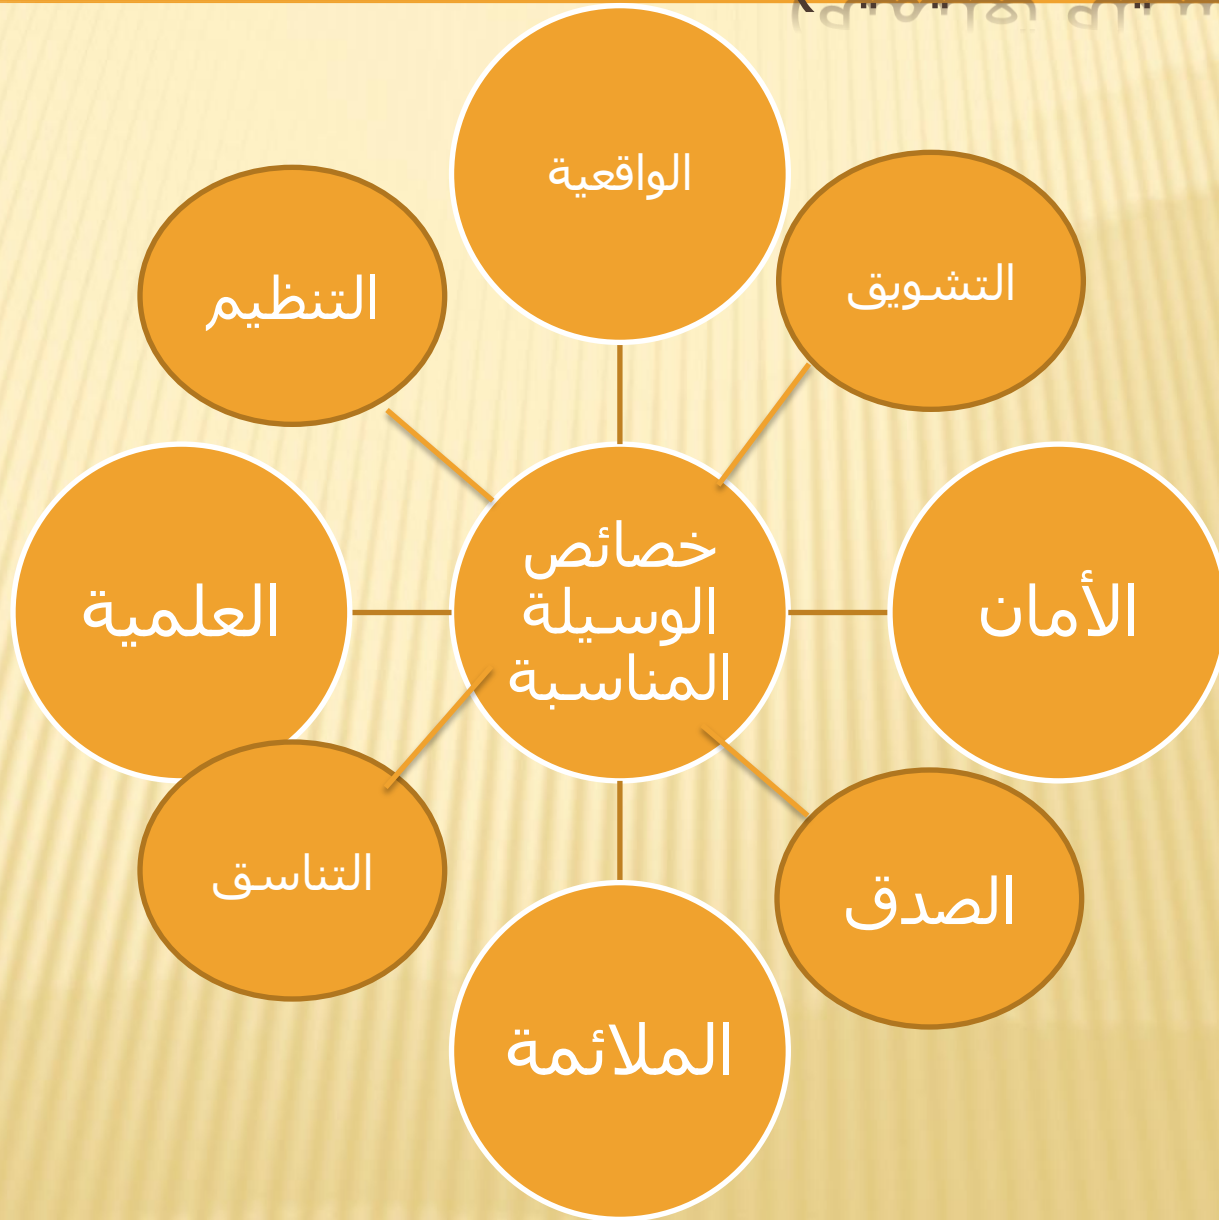 الواقعية
التشويق
التنظيم
خصائص
الوسيلة
المناسبة
الأمان
العلمية
الصدق
التناسق
الملائمة